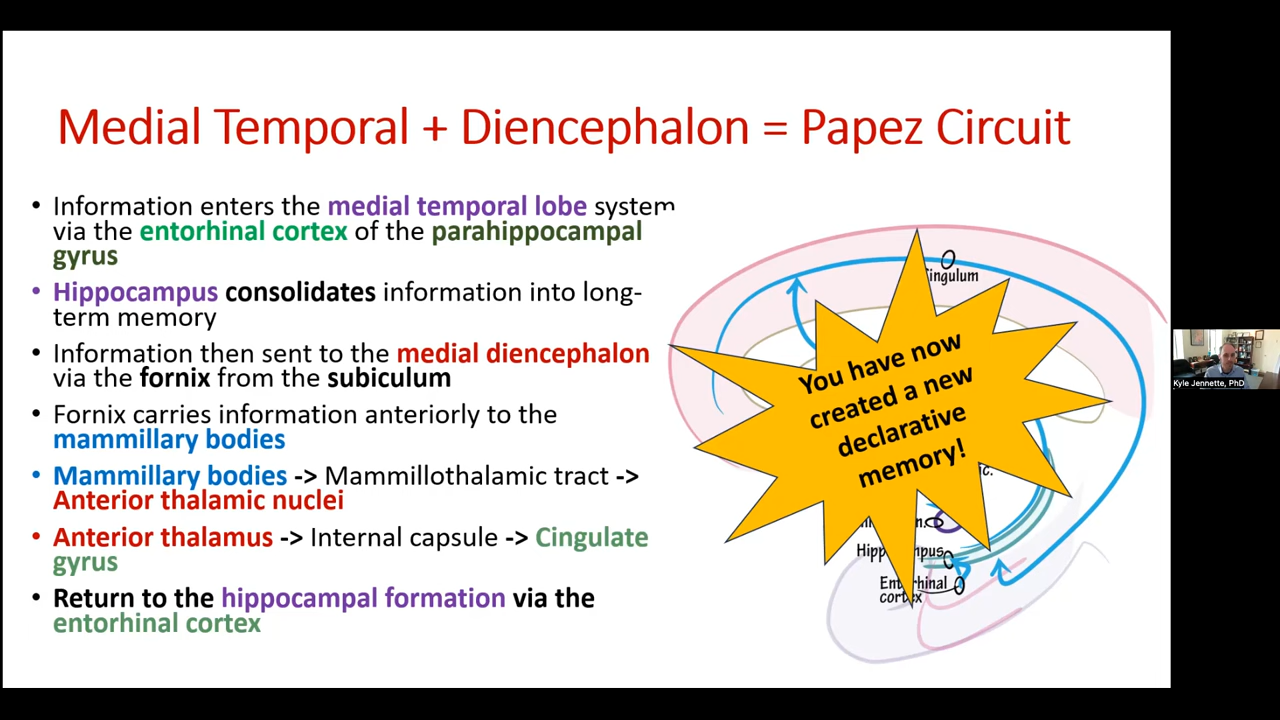 Medial Temporal + Diencephalon = Papez Circuit
• Information enters the medial temporal lobe system
via the entorhinal cortex of the parahippocampal
gyrus
• Hippocampus consolidates information into long-
term memory
• Information then sent to the medial diencephalon
via the fornix from the subiculum
• Fornix carries information anteriorly to the
mammillary bodies
• Mammillary bodies -> Mammillothalamic tract ->
Anterior thalamic nuclei
• Anterior thalamus -> Internal capsule -> Cingulate
gyrus
• Return to the hippocampal formation via the
entorhinal cortex
You have now
created a new
declarative
memory!
Kyle Jennette, PhD